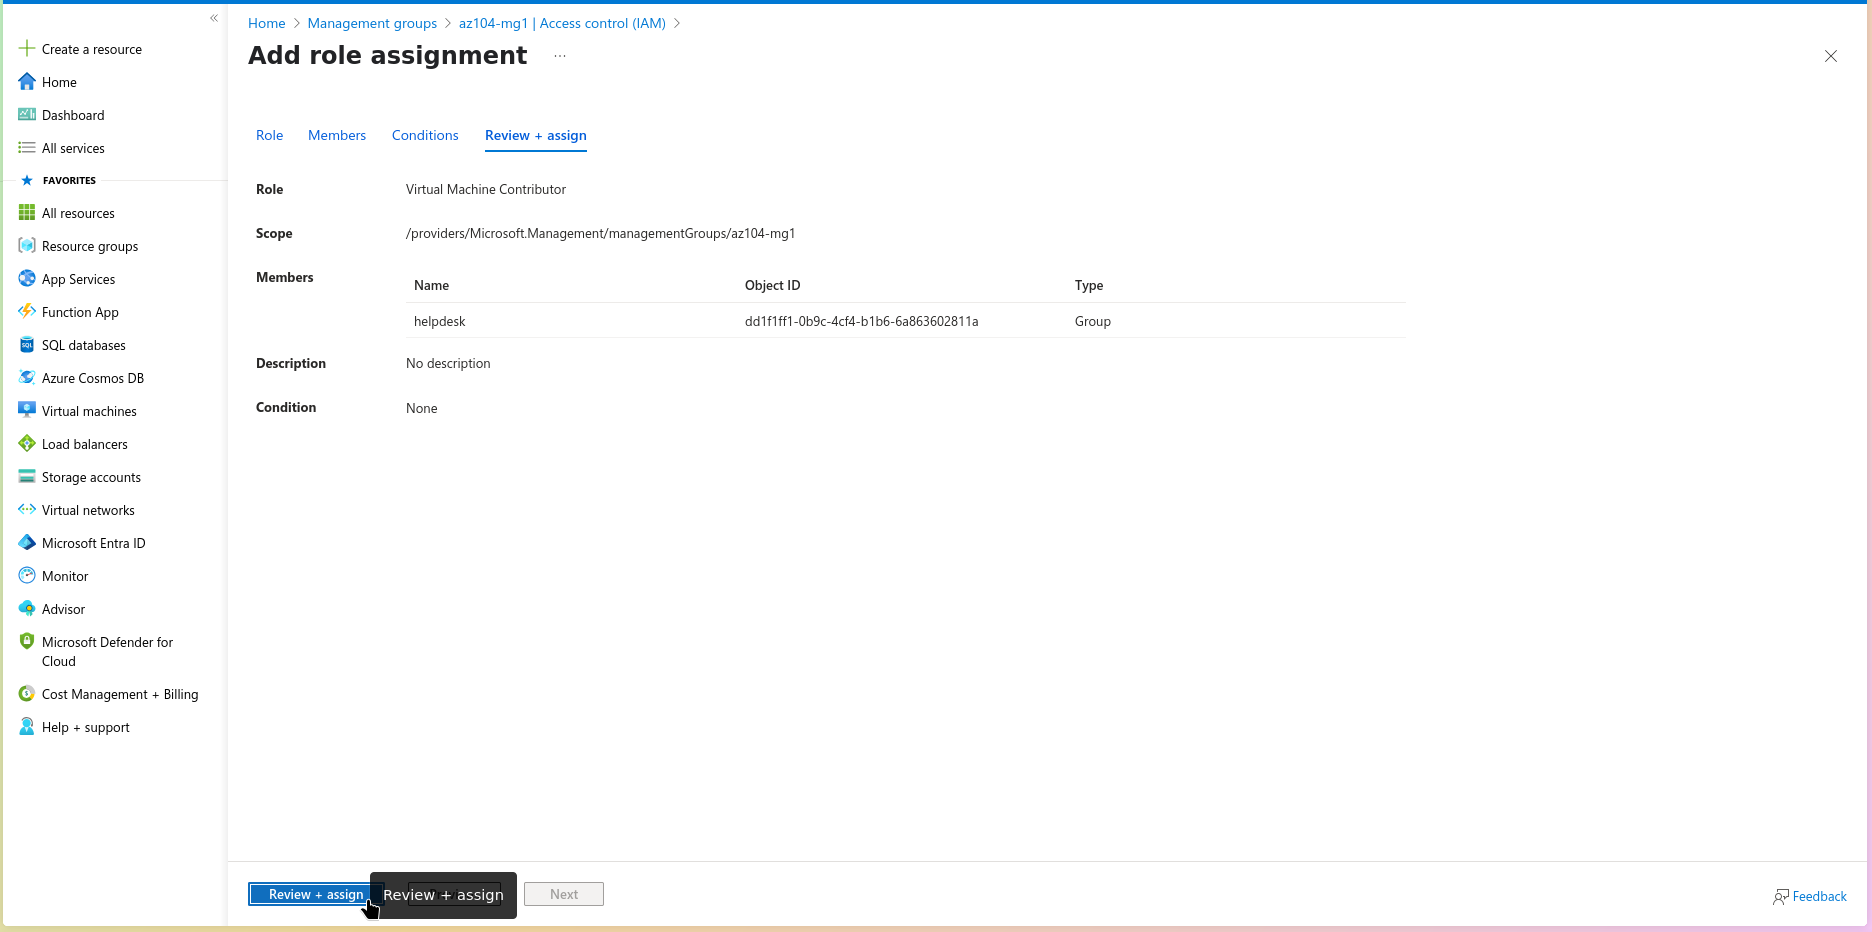 «
Home > Management groups > az104-mg1 | Access control (IAM) >
Add role assignment ...
Create a resource
Home
Dashboard
All services
FAVORITES
All resources
Resource groups
App Services
Function App
SQL databases
Azure Cosmos DB
Virtual machines
Load balancers
Storage accounts
Virtual networks
Microsoft Entra ID
Monitor
Advisor
Microsoft Defender for
Cloud
Cost Management + Billing
Help + support
Role Members Conditions Review + assign
Role Virtual Machine Contributor
Scope /providers/Microsoft.Management/managementGroups/az104-mg1
Members Name Object ID Type
helpdesk dd1f1ff1-0b9c-4cf4-b1b6-6a863602811a Group
Description No description
Condition None
Review + assign Review + assign Next
Feedback